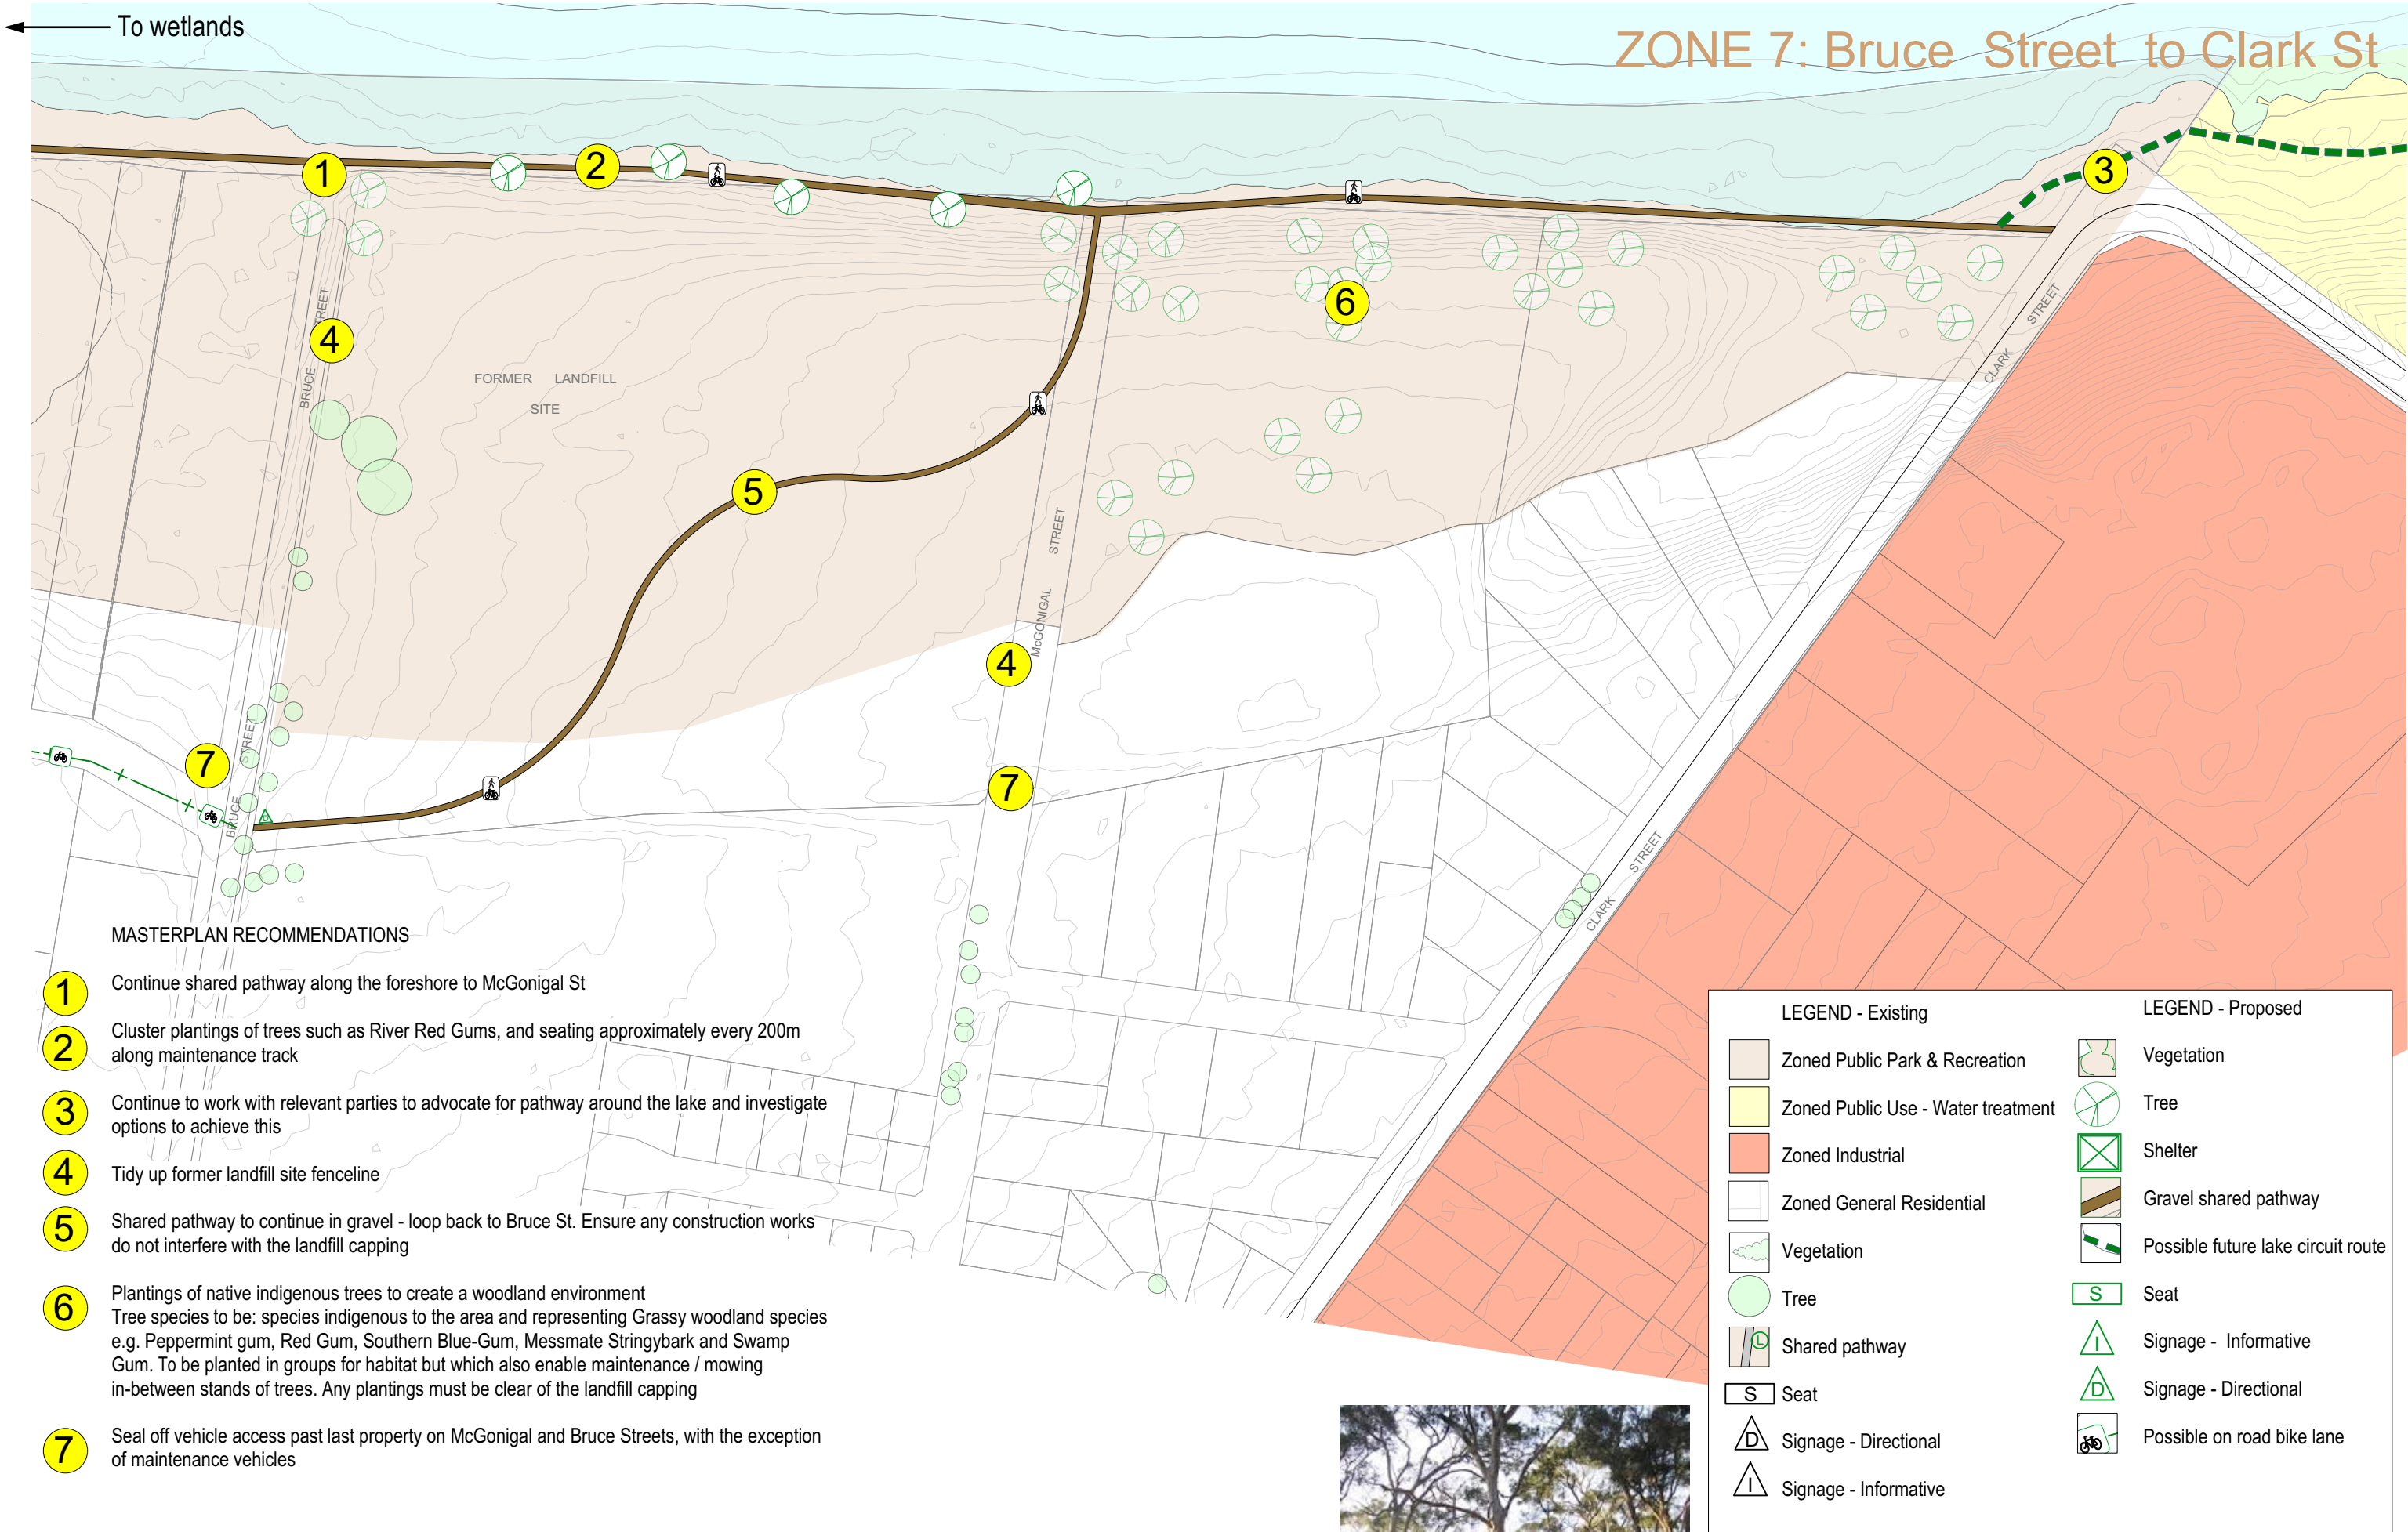 To wetlands
ZONE 7: Bruce Street to Clark St
1
2
3
4
BRUCE STREET
FORMER LANDFILL
SITE
5
6
CLARK STREET
McGONIGAL STREET
4
7
BRUCE STREET
D
7
CLARK STREET
MASTERPLAN RECOMMENDATIONS
1 Continue shared pathway along the foreshore to McGonigal St
2 Cluster plantings of trees such as River Red Gums, and seating approximately every 200m
along maintenance track
3 Continue to work with relevant parties to advocate for pathway around the lake and investigate
options to achieve this
4 Tidy up former landfill site fenceline
5 Shared pathway to continue in gravel - loop back to Bruce St. Ensure any construction works
do not interfere with the landfill capping
6 Plantings of native indigenous trees to create a woodland environment
Tree species to be: species indigenous to the area and representing Grassy woodland species
e.g. Peppermint gum, Red Gum, Southern Blue-Gum, Messmate Stringybark and Swamp
Gum. To be planted in groups for habitat but which also enable maintenance / mowing
in-between stands of trees. Any plantings must be clear of the landfill capping
7 Seal off vehicle access past last property on McGonigal and Bruce Streets, with the exception
of maintenance vehicles
LEGEND - Existing
Zoned Public Park & Recreation
Zoned Public Use - Water treatment
Zoned Industrial
Zoned General Residential
Vegetation
Tree
L Shared pathway
S Seat
D Signage - Directional
I Signage - Informative
LEGEND - Proposed
Vegetation
Tree
Shelter
Gravel shared pathway
Possible future lake circuit route
S Seat
I Signage - Informative
D Signage - Directional
Possible on road bike lane